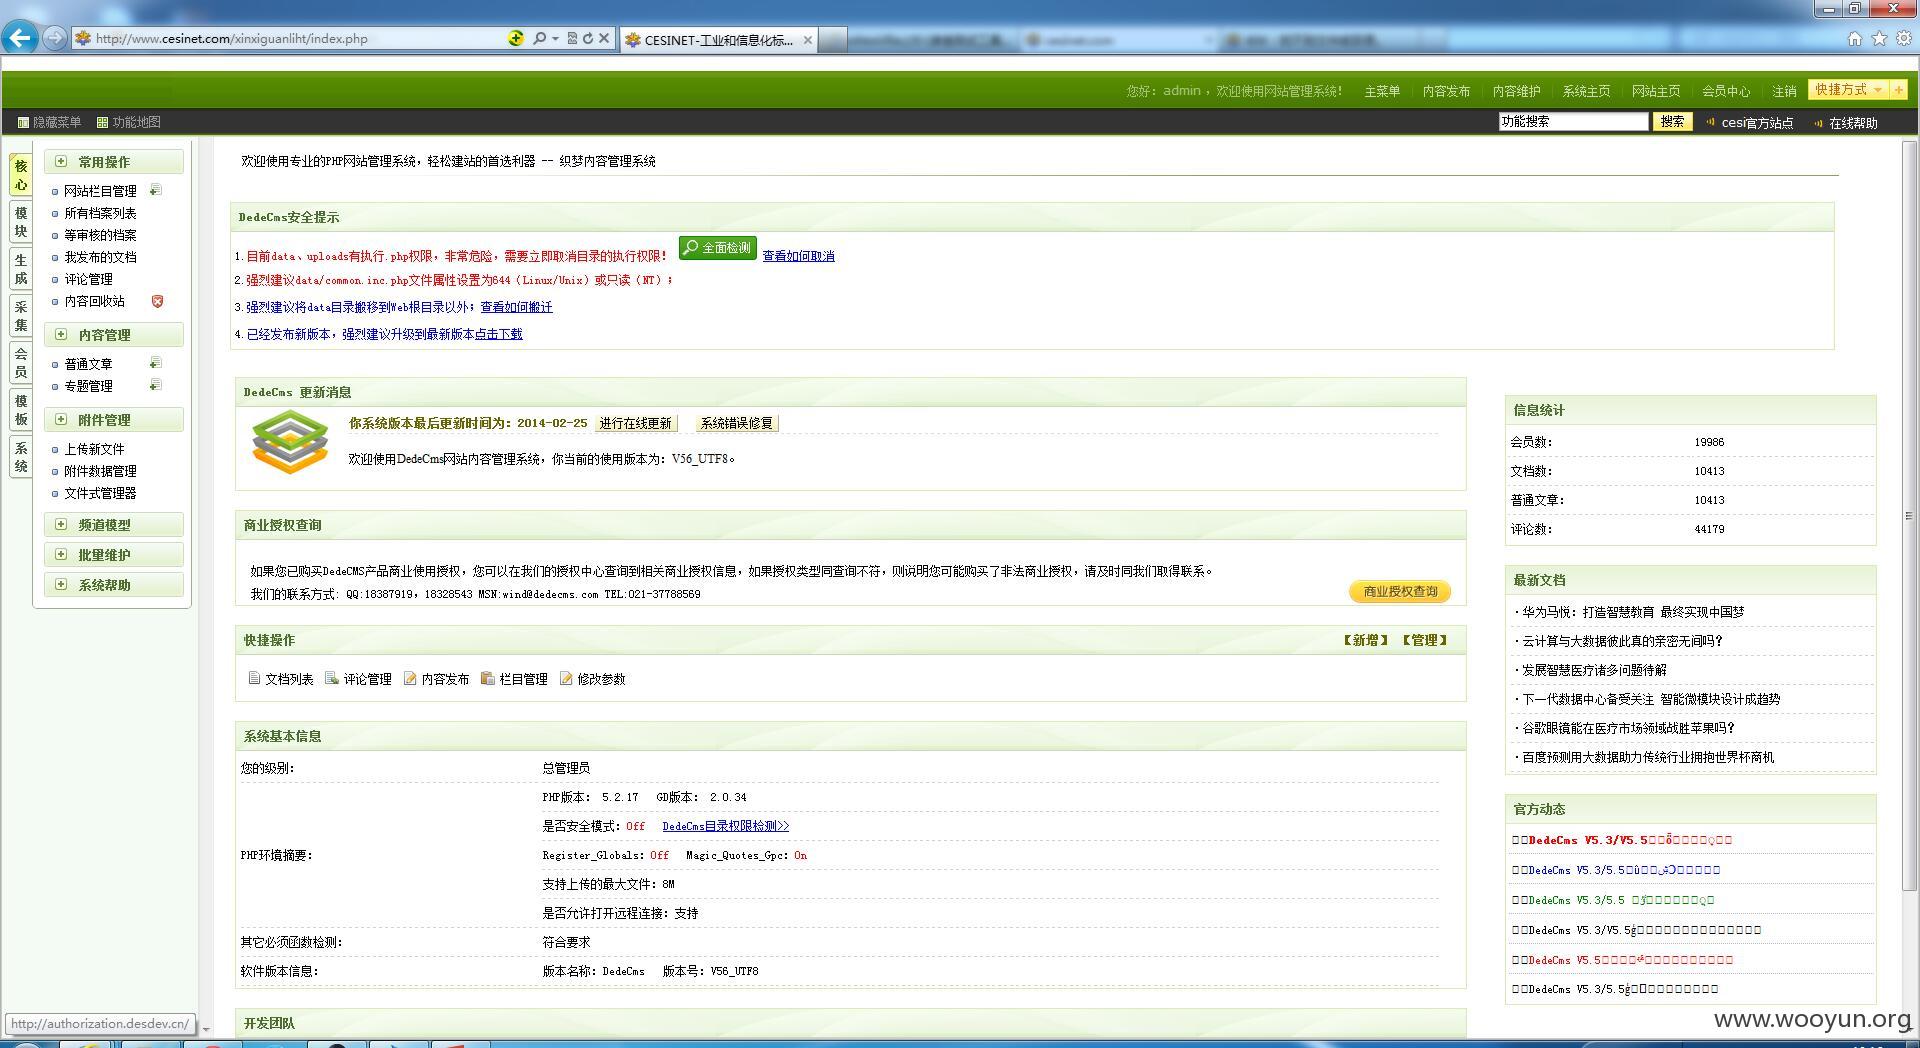 http://www.cesinet.com/xinxiguanliht/index.php
CESINET-工业和信息化标...
您好：admin ，欢迎使用网站管理系统！ 主菜单 内容发布 内容维护 系统主页 网站主页 会员中心 注销 快捷方式
隐藏菜单 功能地图
功能搜索 搜索 cesi官方站点 在线帮助
核心
模块
生成
采集
会员
模板
系统
常用操作
网站栏目管理
所有档案列表
等审核的档案
我发布的文档
评论管理
内容回收站
内容管理
普通文章
专题管理
附件管理
上传新文件
附件数据管理
文件式管理器
频道模型
批量维护
系统帮助
欢迎使用专业的PHP网站管理系统，轻松建站的首选利器 -- 织梦内容管理系统
DedeCms安全提示
1.目前data、uploads有执行.php权限，非常危险，需要立即取消目录的执行权限！ 全面检测 查看如何取消
2.强烈建议data/common.inc.php文件属性设置为644（Linux/Unix）或只读（NT）；
3.强烈建议将data目录搬移到Web根目录以外；查看如何搬迁
4.已经发布新版本，强烈建议升级到最新版本点击下载
DedeCms 更新消息
你系统版本最后更新时间为：2014-02-25 进行在线更新 系统错误修复
欢迎使用DedeCms网站内容管理系统，你当前的使用版本为：V56_UTF8。
商业授权查询
如果您已购买DedeCMS产品商业使用授权，您可以在我们的授权中心查询到相关商业授权信息，如果授权类型同查询不符，则说明您可能购买了非法商业授权，请及时同我们取得联系。
我们的联系方式: QQ:18387919，18328543 MSN:wind@dedecms.com TEL:021-37788569
商业授权查询
快捷操作 【新增】 【管理】
文档列表 评论管理 内容发布 栏目管理 修改参数
系统基本信息
您的级别： 总管理员
PHP环境摘要：
PHP版本： 5.2.17 GD版本： 2.0.34
是否安全模式：Off DedeCms目录权限检测>>
Register_Globals：Off Magic_Quotes_Gpc：On
支持上传的最大文件：8M
是否允许打开远程连接：支持
其它必须函数检测： 符合要求
软件版本信息： 版本名称：DedeCms 版本号：V56_UTF8
开发团队
信息统计
会员数： 19986
文档数： 10413
普通文章： 10413
评论数： 44179
最新文档
·华为马悦：打造智慧教育 最终实现中国梦
·云计算与大数据彼此真的亲密无间吗？
·发展智慧医疗诸多问题待解
·下一代数据中心备受关注 智能微模块设计成趋势
·谷歌眼镜能在医疗市场领域战胜苹果吗？
·百度预测用大数据助力传统行业拥抱世界杯商机
官方动态
DedeCms V5.3/V5.5
DedeCms V5.3/5.5
DedeCms V5.3/5.5
DedeCms V5.3/V5.5
DedeCms V5.5
DedeCms V5.3/5.5
http://authorization.desdev.cn/
www.wooyun.org